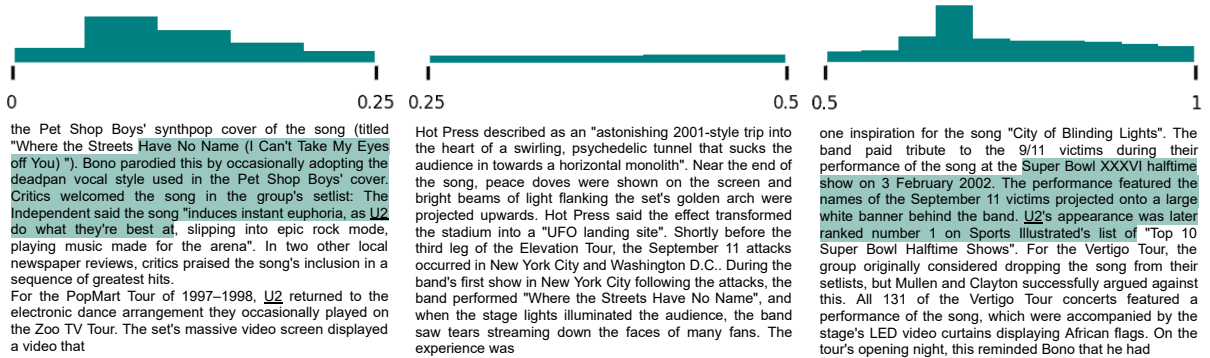 0
0.25
the Pet Shop Boys' synthpop cover of the song (titled
"Where the Streets Have No Name (I Can't Take My Eyes
off You) "). Bono parodied this by occasionally adopting the
deadpan vocal style used in the Pet Shop Boys' cover.
Critics welcomed the song in the group's setlist: The
Independent said the song "induces instant euphoria, as U2
do what they're best at, slipping into epic rock mode,
playing music made for the arena". In two other local
newspaper reviews, critics praised the song's inclusion in a
sequence of greatest hits.
For the PopMart Tour of 1997–1998, U2 returned to the
electronic dance arrangement they occasionally played on
the Zoo TV Tour. The set's massive video screen displayed
a video that
0.25
0.5
Hot Press described as an "astonishing 2001-style trip into
the heart of a swirling, psychedelic tunnel that sucks the
audience in towards a horizontal monolith". Near the end of
the song, peace doves were shown on the screen and
bright beams of light flanking the set's golden arch were
projected upwards. Hot Press said the effect transformed
the stadium into a "UFO landing site". Shortly before the
third leg of the Elevation Tour, the September 11 attacks
occurred in New York City and Washington D.C.. During the
band's first show in New York City following the attacks, the
band performed "Where the Streets Have No Name", and
when the stage lights illuminated the audience, the band
saw tears streaming down the faces of many fans. The
experience was
0.5
1
one inspiration for the song "City of Blinding Lights". The
band paid tribute to the 9/11 victims during their
performance of the song at the Super Bowl XXXVI halftime
show on 3 February 2002. The performance featured the
names of the September 11 victims projected onto a large
white banner behind the band. U2's appearance was later
ranked number 1 on Sports Illustrated's list of "Top 10
Super Bowl Halftime Shows". For the Vertigo Tour, the
group originally considered dropping the song from their
setlists, but Mullen and Clayton successfully argued against
this. All 131 of the Vertigo Tour concerts featured a
performance of the song, which were accompanied by the
stage's LED video curtains displaying African flags. On the
tour's opening night, this reminded Bono that he had